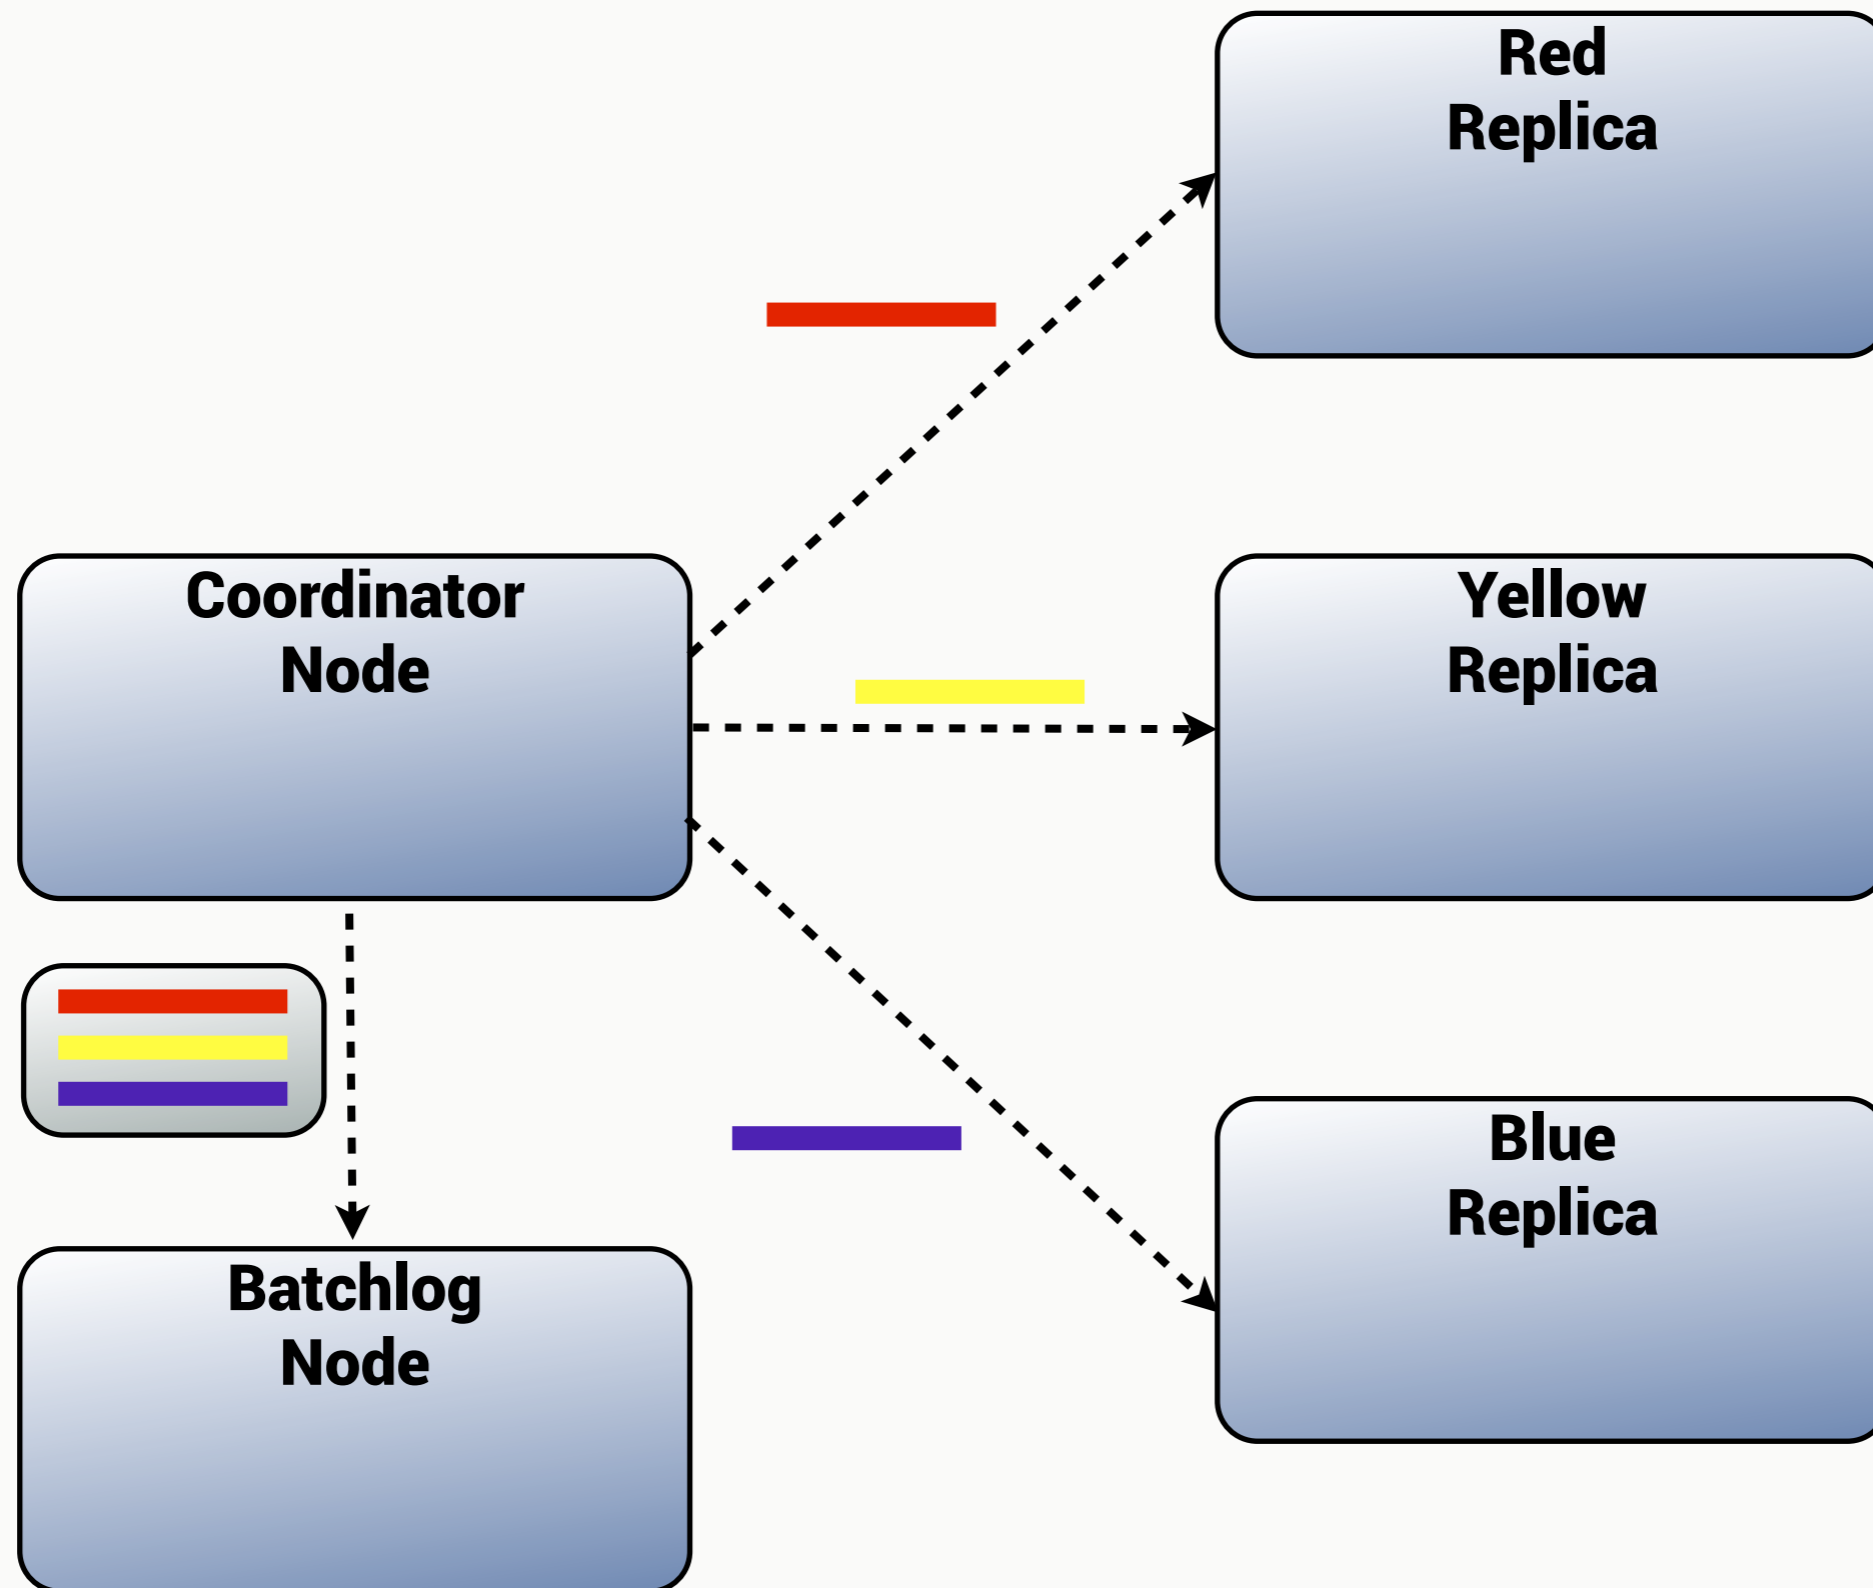 Red
Replica
Coordinator
Node
Yellow
Replica
Blue
Replica
Batchlog
Node